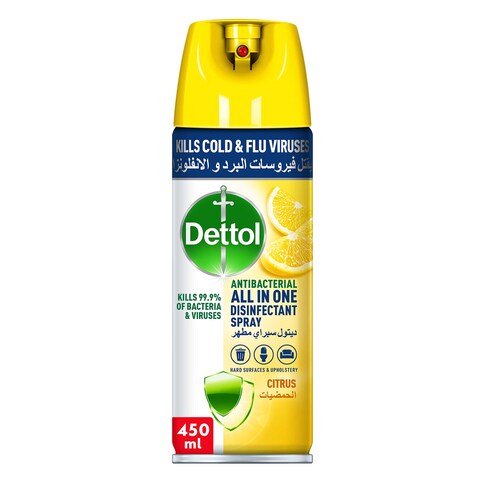 KILLS COLD & FLU VIRUSES
يقتل فيروسات البرد و الانفلونزا
Dettol
KILLS 99.9%
OF BACTERIA
& VIRUSES
ANTIBACTERIAL
ALL IN ONE
DISINFECTANT
SPRAY
ديتول سبراي مطهر
HARD SURFACES & UPHOLSTERY
CITRUS
الحمضيات
450
ml